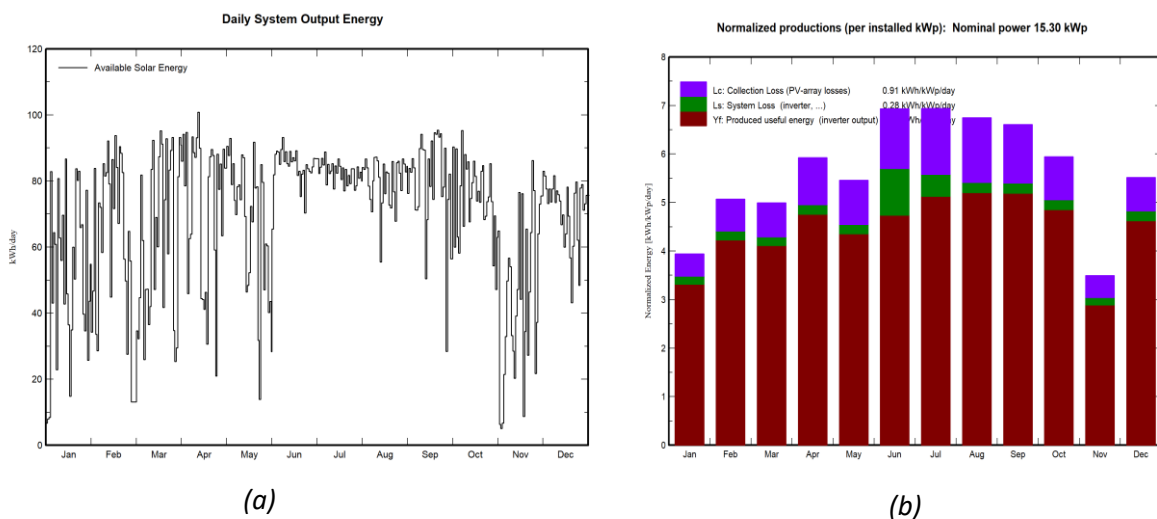 Daily System Output Energy
120
100
80
60
40
20
0
kWh/day
Available Solar Energy
Jan Feb Mar Apr May Jun Jul Aug Sep Oct Nov Dec
(a)
Normalized productions (per installed kWp): Nominal power 15.30 kWp
8
7
6
5
4
3
2
1
0
Normalized Energy [kWh/kWp/day]
Lc: Collection Loss (PV-array losses) 0.91 kWh/kWp/day
Ls: System Loss (inverter, ...) 0.28 kWh/kWp/day
Yf: Produced useful energy (inverter output) /kWp/day
Jan Feb Mar Apr May Jun Jul Aug Sep Oct Nov Dec
(b)